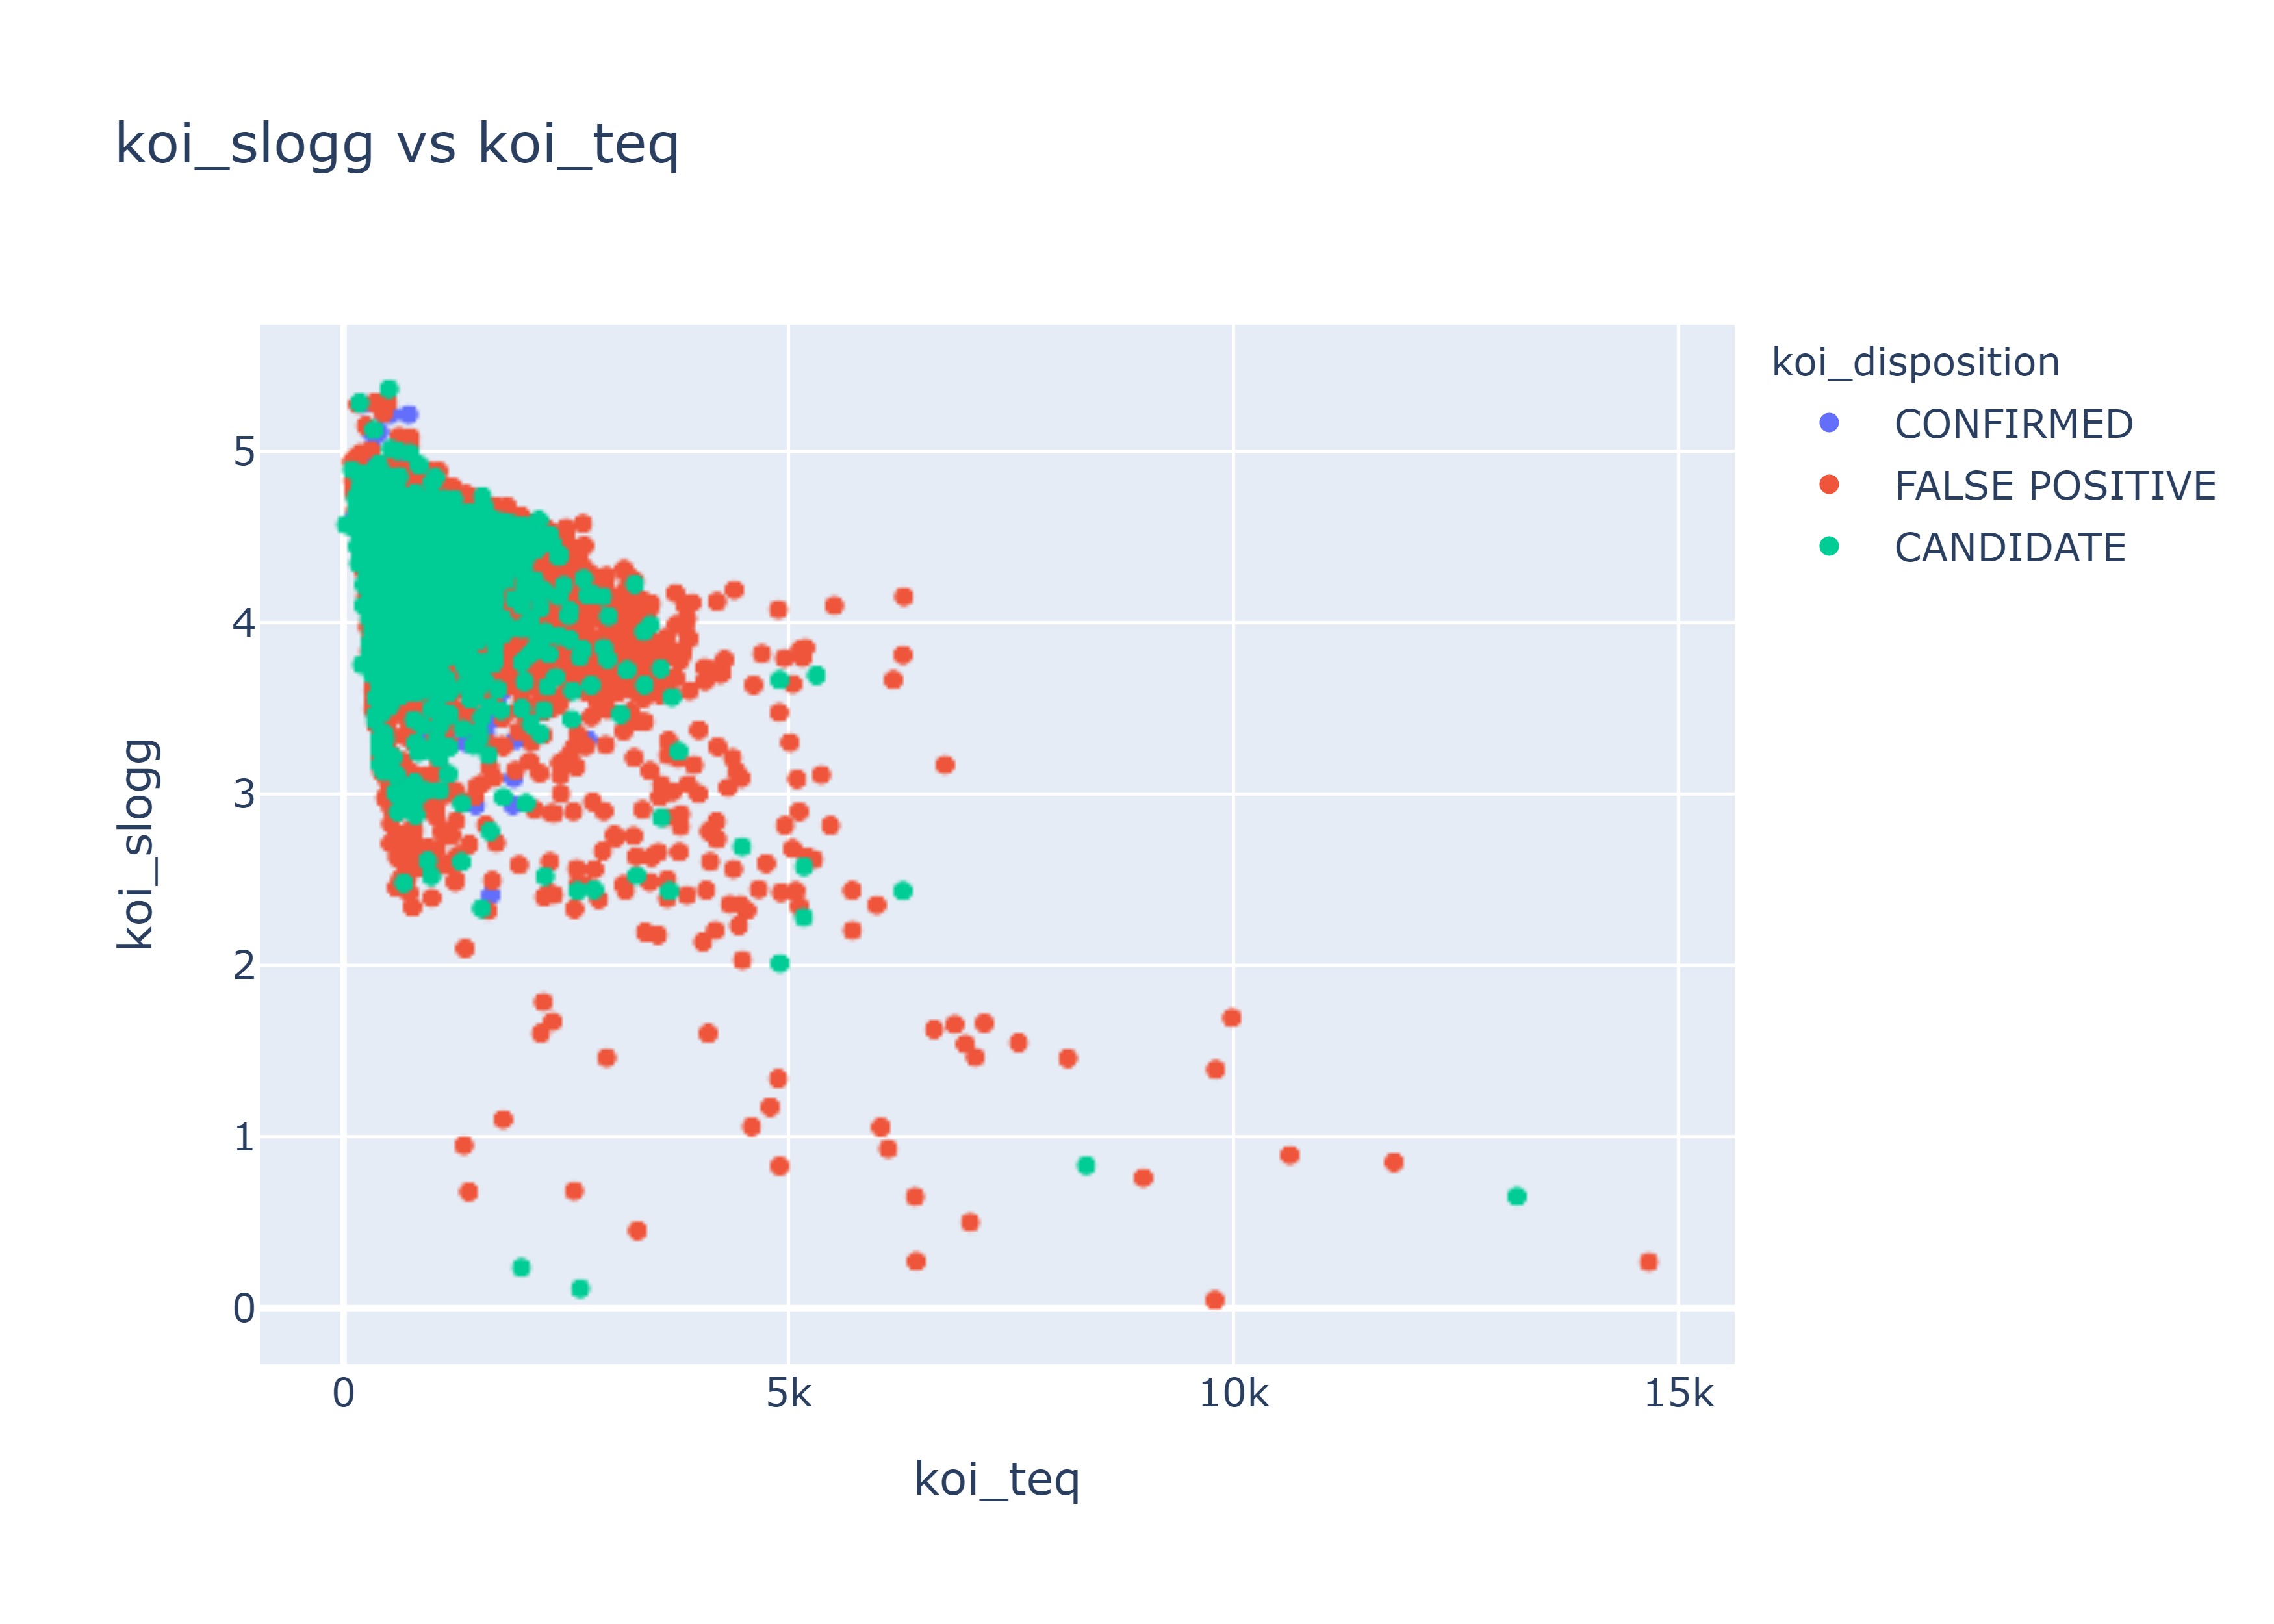 koi_slogg vs koi_teq
koi_disposition
CONFIRMED
FALSE POSITIVE
CANDIDATE
5
4
3
2
1
0
koi_slogg
0 5k 10k 15k
koi_teq